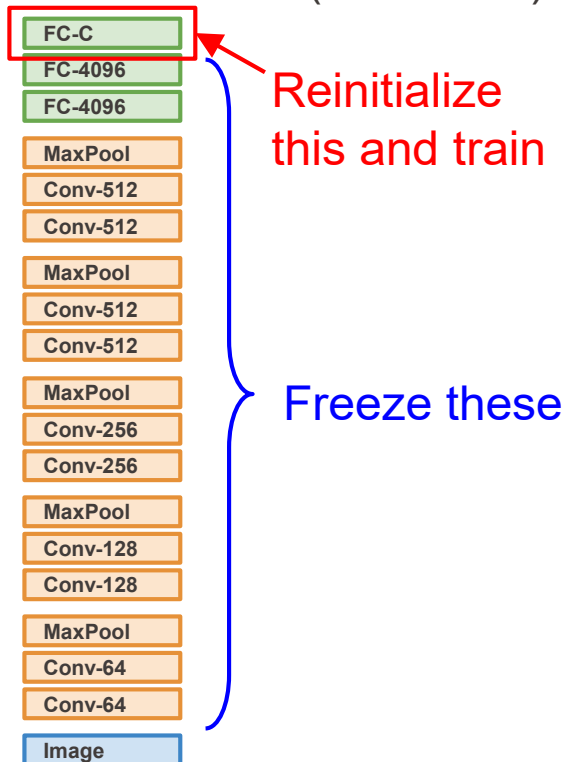 FC-C
FC-4096
FC-4096
MaxPool
Conv-512
Conv-512
MaxPool
Conv-512
Conv-512
MaxPool
Conv-256
Conv-256
MaxPool
Conv-128
Conv-128
MaxPool
Conv-64
Conv-64
Image
Reinitialize
this and train
Freeze these